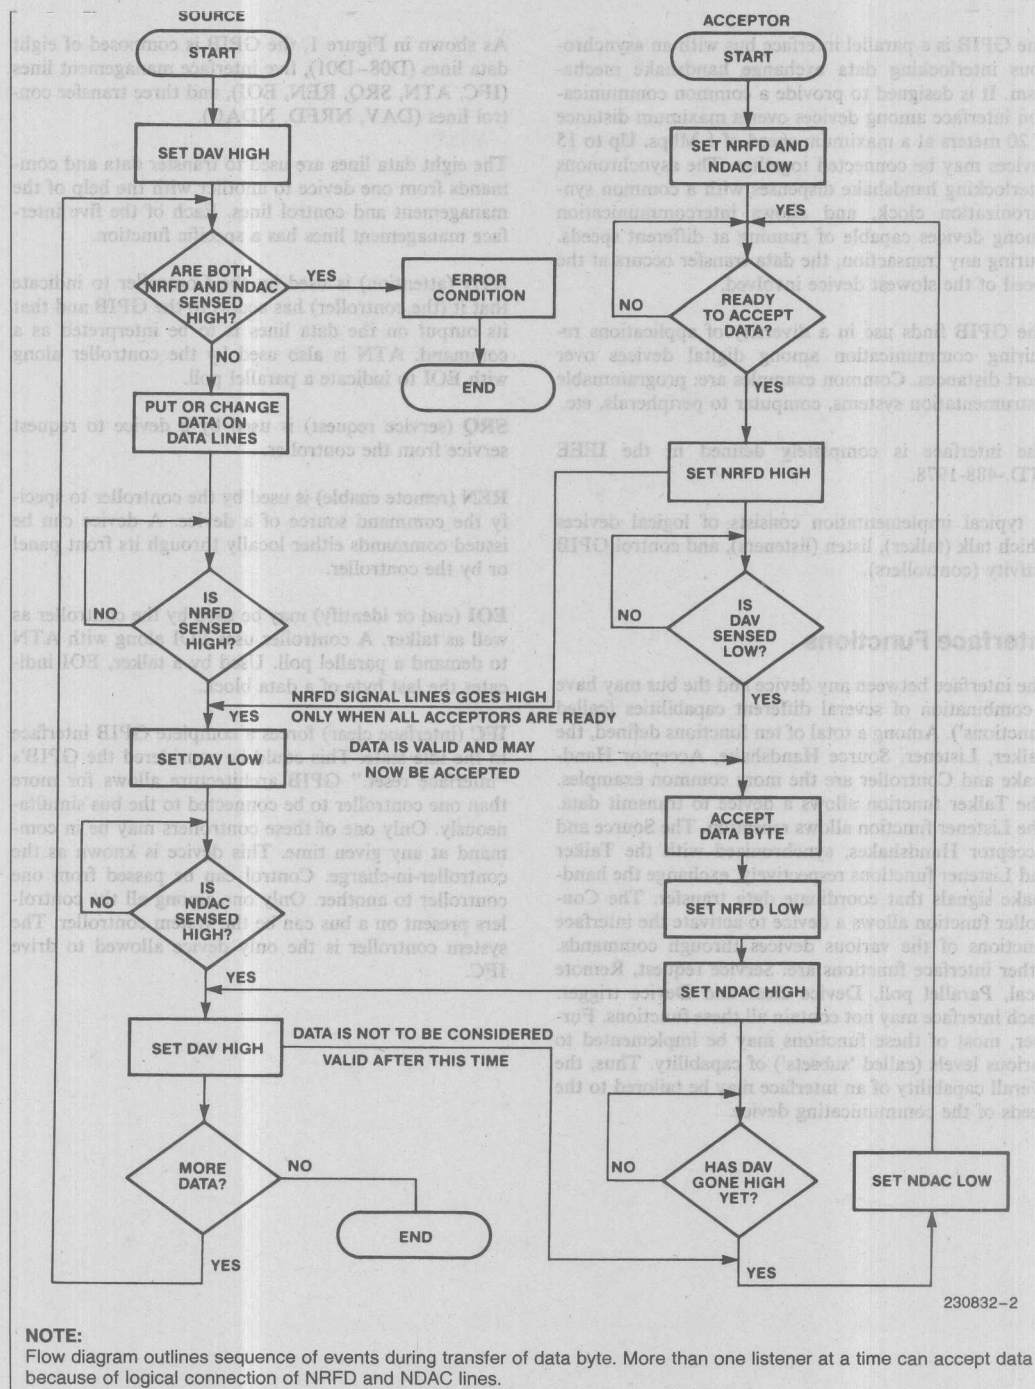 SOURCE
START
SET DAV HIGH
ARE BOTH
NRFD AND NDAC
SENSED
HIGH?
YES
ERROR
CONDITION
END
NO
PUT OR CHANGE
DATA ON
DATA LINES
NO
IS
NRFD
SENSED
HIGH?
YES
NRFD SIGNAL LINES GOES HIGH
ONLY WHEN ALL ACCEPTORS ARE READY
SET DAV LOW
DATA IS VALID AND MAY
NOW BE ACCEPTED
NO
IS
NDAC
SENSED
HIGH?
YES
SET DAV HIGH
DATA IS NOT TO BE CONSIDERED
VALID AFTER THIS TIME
MORE
DATA?
NO
END
YES
ACCEPTOR
START
SET NRFD AND
NDAC LOW
YES
NO
READY
TO ACCEPT
DATA?
YES
SET NRFD HIGH
NO
IS
DAV
SENSED
LOW?
YES
ACCEPT
DATA BYTE
SET NRFD LOW
SET NDAC HIGH
NO
HAS DAV
GONE HIGH
YET?
YES
SET NDAC LOW
230832-2
NOTE:
Flow diagram outlines sequence of events during transfer of data byte. More than one listener at a time can accept data
because of logical connection of NRFD and NDAC lines.